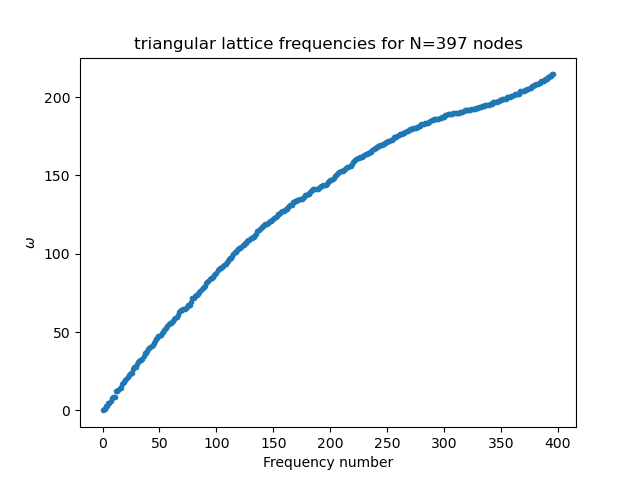 triangular lattice frequencies for N=397 nodes
200
150
100
50
0
ω
0 50 100 150 200 250 300 350 400
Frequency number